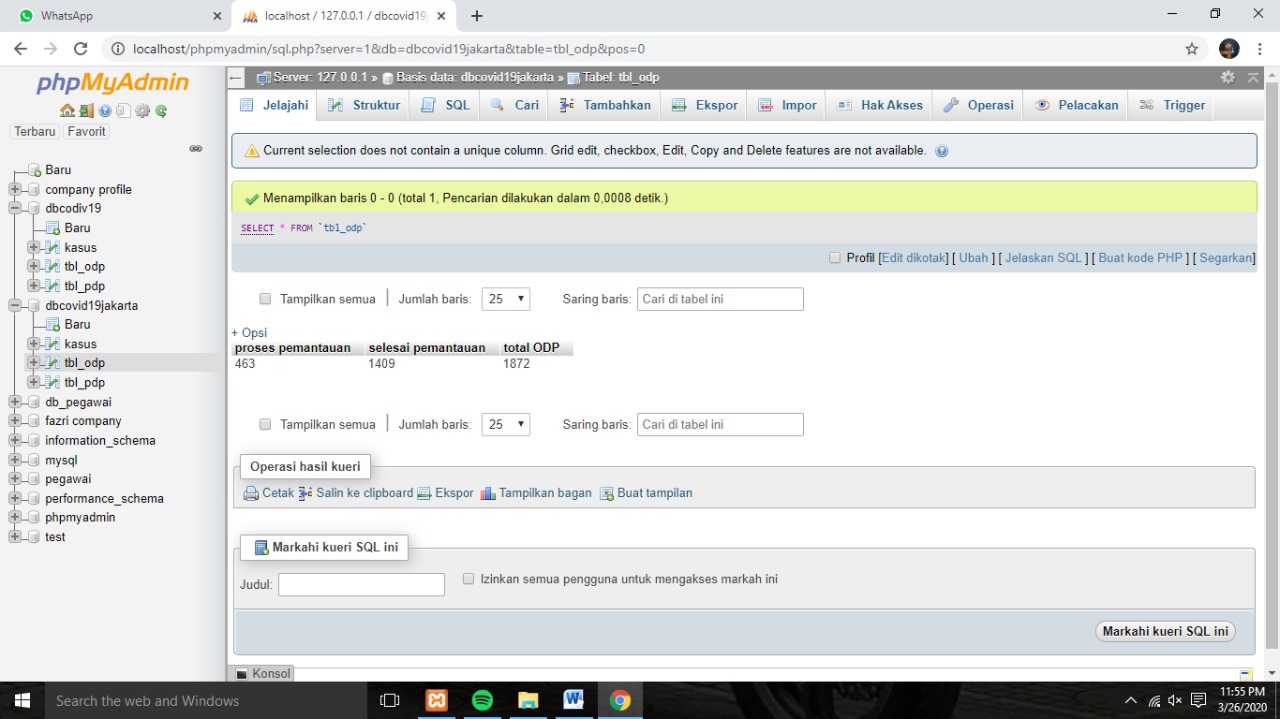 WhatsApp
localhost / 127.0.0.1 / dbcovid19j
localhost/phpmyadmin/sql.php?server=1&db=dbcovid19jakarta&table=tbl_odp&pos=0
phpMyAdmin
Terbaru Favorit
Baru
company profile
dbcodiv19
Baru
kasus
tbl_odp
tbl_pdp
dbcovid19jakarta
Baru
kasus
tbl_odp
tbl_pdp
db_pegawai
fazri company
information_schema
mysql
pegawai
performance_schema
phpmyadmin
test
Server: 127.0.0.1 » Basis data: dbcovid19jakarta » Tabel: tbl_odp
Jelajahi Struktur SQL Cari Tambahkan Ekspor Impor Hak Akses Operasi Pelacakan Trigger
Current selection does not contain a unique column. Grid edit, checkbox, Edit, Copy and Delete features are not available.
Menampilkan baris 0 - 0 (total 1, Pencarian dilakukan dalam 0,0008 detik.)
SELECT * FROM `tbl_odp`
Profil [Edit dikotak] [ Ubah ] [ Jelaskan SQL ] [ Buat kode PHP ] [ Segarkan]
Tampilkan semua | Jumlah baris: 25 Saring baris: Cari di tabel ini
+ Opsi
proses pemantauan selesai pemantauan total ODP
463 1409 1872
Tampilkan semua | Jumlah baris: 25 Saring baris: Cari di tabel ini
Operasi hasil kueri
Cetak Salin ke clipboard Ekspor Tampilkan bagan Buat tampilan
Markahi kueri SQL ini
Judul: Izinkan semua pengguna untuk mengakses markah ini
Markahi kueri SQL ini
Konsol
Search the web and Windows
11:55 PM
3/26/2020